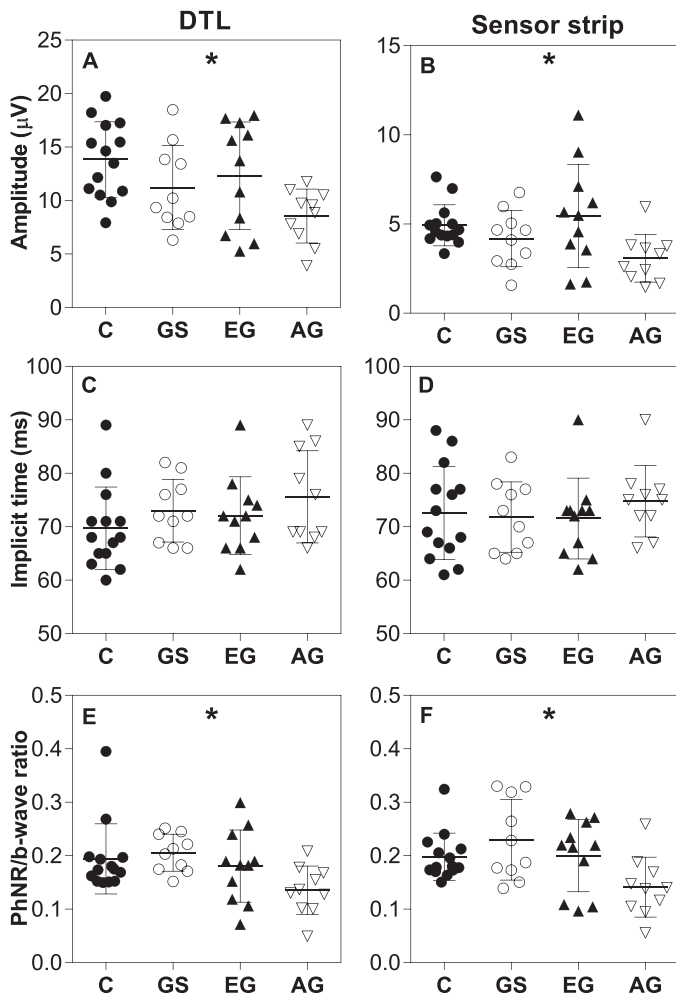 DTL
Sensor strip
A
*
Amplitude (μV)
25
20
15
10
5
0
C GS EG AG
B
*
15
10
5
0
C GS EG AG
C
Implicit time (ms)
100
90
80
70
60
50
C GS EG AG
D
100
90
80
70
60
50
C GS EG AG
E
*
PhNR/b-wave ratio
0.5
0.4
0.3
0.2
0.1
0.0
C GS EG AG
F
*
0.5
0.4
0.3
0.2
0.1
0.0
C GS EG AG